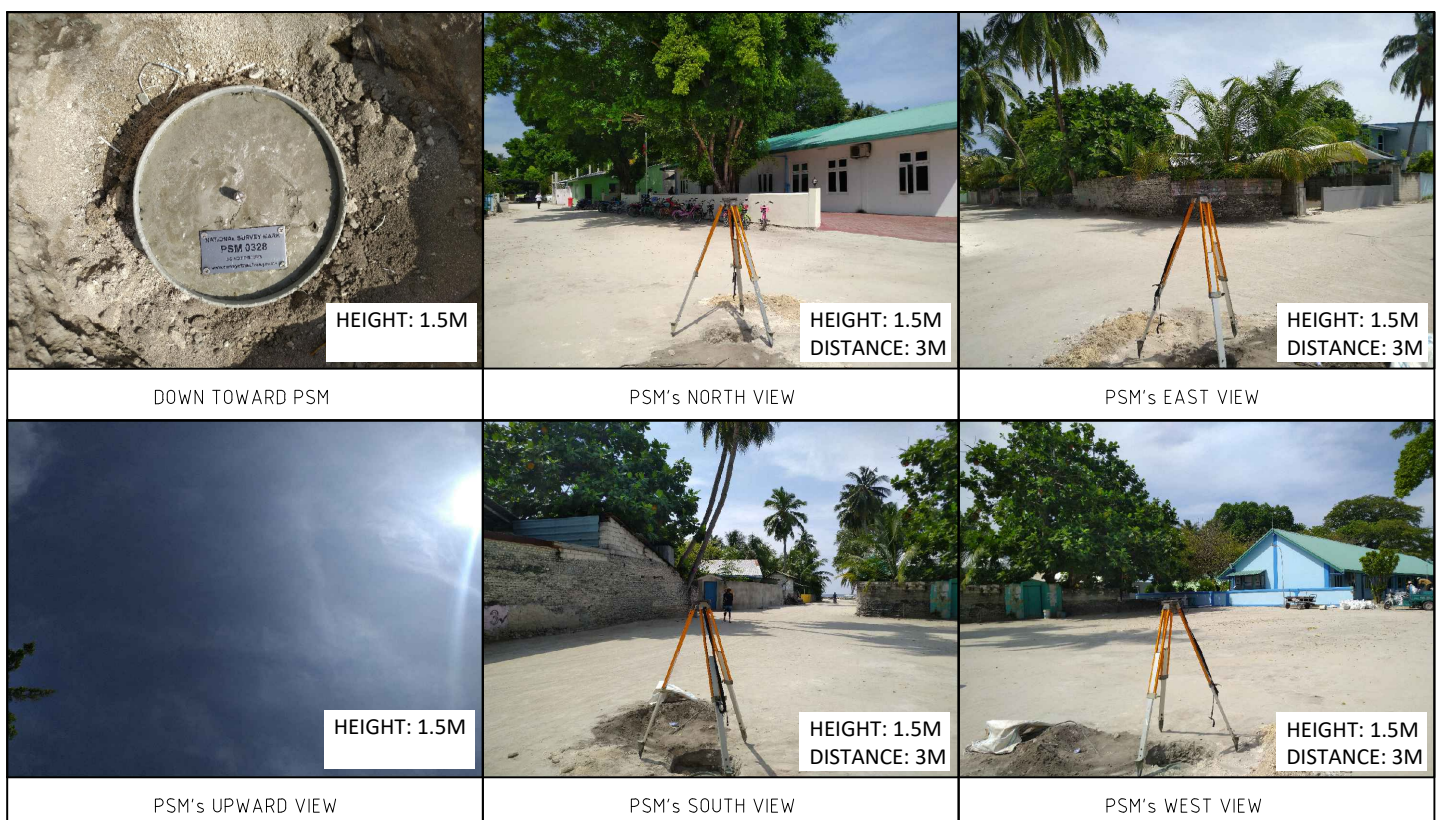 NATIONAL SURVEY MARK
PSM 0328
HEIGHT: 1.5M
DOWN TOWARD PSM
HEIGHT: 1.5M
DISTANCE: 3M
PSM's NORTH VIEW
HEIGHT: 1.5M
DISTANCE: 3M
PSM's EAST VIEW
HEIGHT: 1.5M
PSM's UPWARD VIEW
HEIGHT: 1.5M
DISTANCE: 3M
PSM's SOUTH VIEW
HEIGHT: 1.5M
DISTANCE: 3M
PSM's WEST VIEW